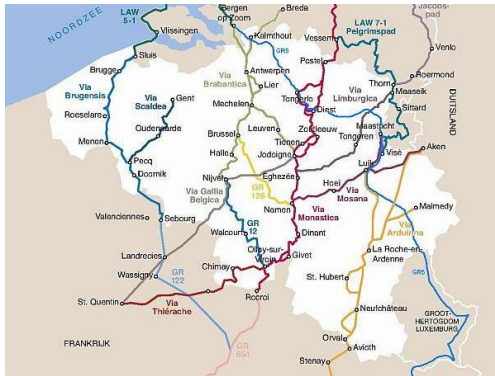 NOORDZEE
LAW
5-1
Vlissingen
Sluis
Bergen
op Zoom
Breda
Kalmthout
GR5
Vessem
LAW 7-1
Pelgrimspad
Jacobs-
pad
Venlo
Postel
Roermond
Thorn
Maaseik
Sittard
DUITSLAND
Brugge
Via
Brugensis
Rosselare
Menen
Via
Scaldea
Gent
Oudenaarde
Pecq
Doornik
Antwerpen
Lier
Via
Brabantica
Mechelen
Tongerlo
Diest
Via
Limburgica
Brussel
Leuven
Zoutleeuw
Tienen
Tongeren
Maastricht
Halle
Jodoigne
Visé
Aken
Luik
Nijvel
Eghezée
Hoei
Via Gallia
Belgica
GR
126
Namen
Via
Mosana
Via
Monastica
Malmedy
Valenciennes
Sebourg
Walcourt
GR
12
Dinant
Via
Arduinna
Landrecies
Olloy-sur-
Viroin
Givet
La Roche-en-
Ardenne
Wassigny
GR
122
Chimay
St. Hubert
GR5
St. Quentin
Via
Thiérache
Rocroi
Neufchâteau
GROOT-
HERTOGDOM
LUXEMBURG
FRANKRIJK
GR
654
Orval
Avioth
Stenay